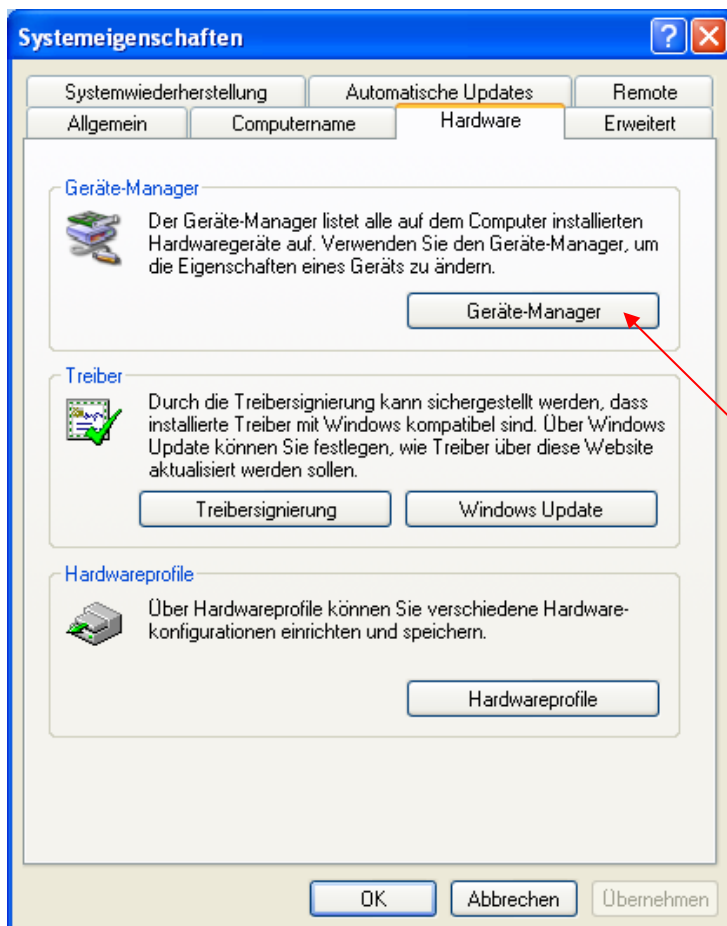 Systemeigenschaften
Systemwiederherstellung Automatische Updates Remote
Allgemein Computername Hardware Erweitert
Geräte-Manager
Der Geräte-Manager listet alle auf dem Computer installierten
Hardwaregeräte auf. Verwenden Sie den Geräte-Manager, um
die Eigenschaften eines Geräts zu ändern.
Geräte-Manager
Treiber
Durch die Treibersignierung kann sichergestellt werden, dass
installierte Treiber mit Windows kompatibel sind. Über Windows
Update können Sie festlegen, wie Treiber über diese Website
aktualisiert werden sollen.
Treibersignierung Windows Update
Hardwareprofile
Über Hardwareprofile können Sie verschiedene Hardware-
konfigurationen einrichten und speichern.
Hardwareprofile
OK Abbrechen Übernehmen